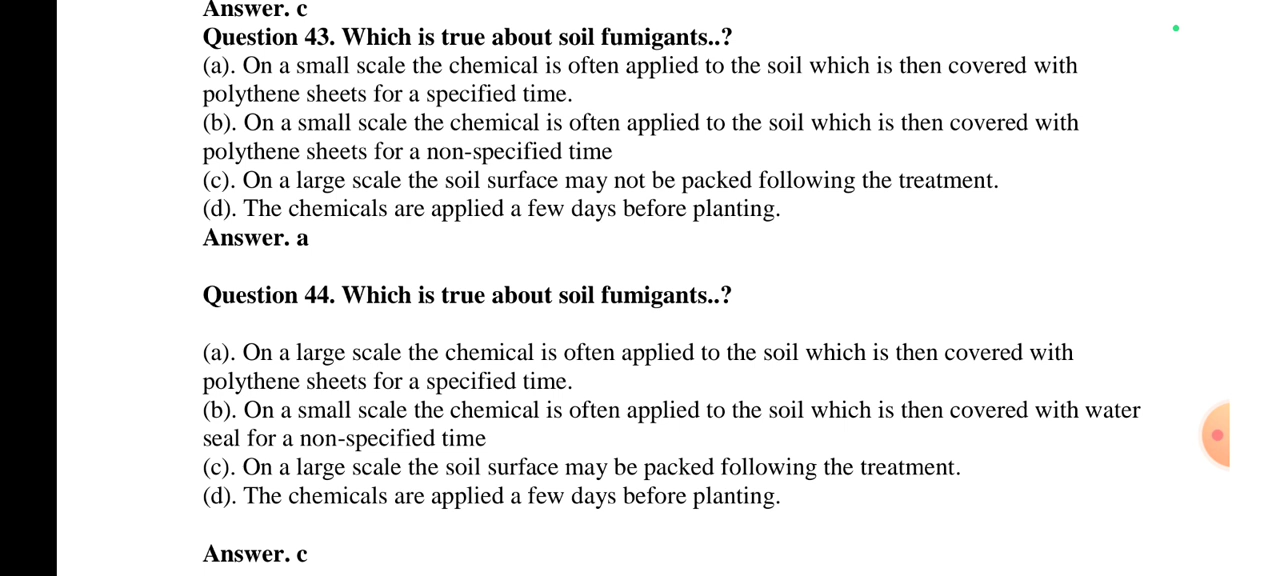 Answer. c
Question 43. Which is true about soil fumigants..?
(a). On a small scale the chemical is often applied to the soil which is then covered with
polythene sheets for a specified time.
(b). On a small scale the chemical is often applied to the soil which is then covered with
polythene sheets for a non-specified time
(c). On a large scale the soil surface may not be packed following the treatment.
(d). The chemicals are applied a few days before planting.
Answer. a
Question 44. Which is true about soil fumigants..?
(a). On a large scale the chemical is often applied to the soil which is then covered with
polythene sheets for a specified time.
(b). On a small scale the chemical is often applied to the soil which is then covered with water
seal for a non-specified time
(c). On a large scale the soil surface may be packed following the treatment.
(d). The chemicals are applied a few days before planting.
Answer. c